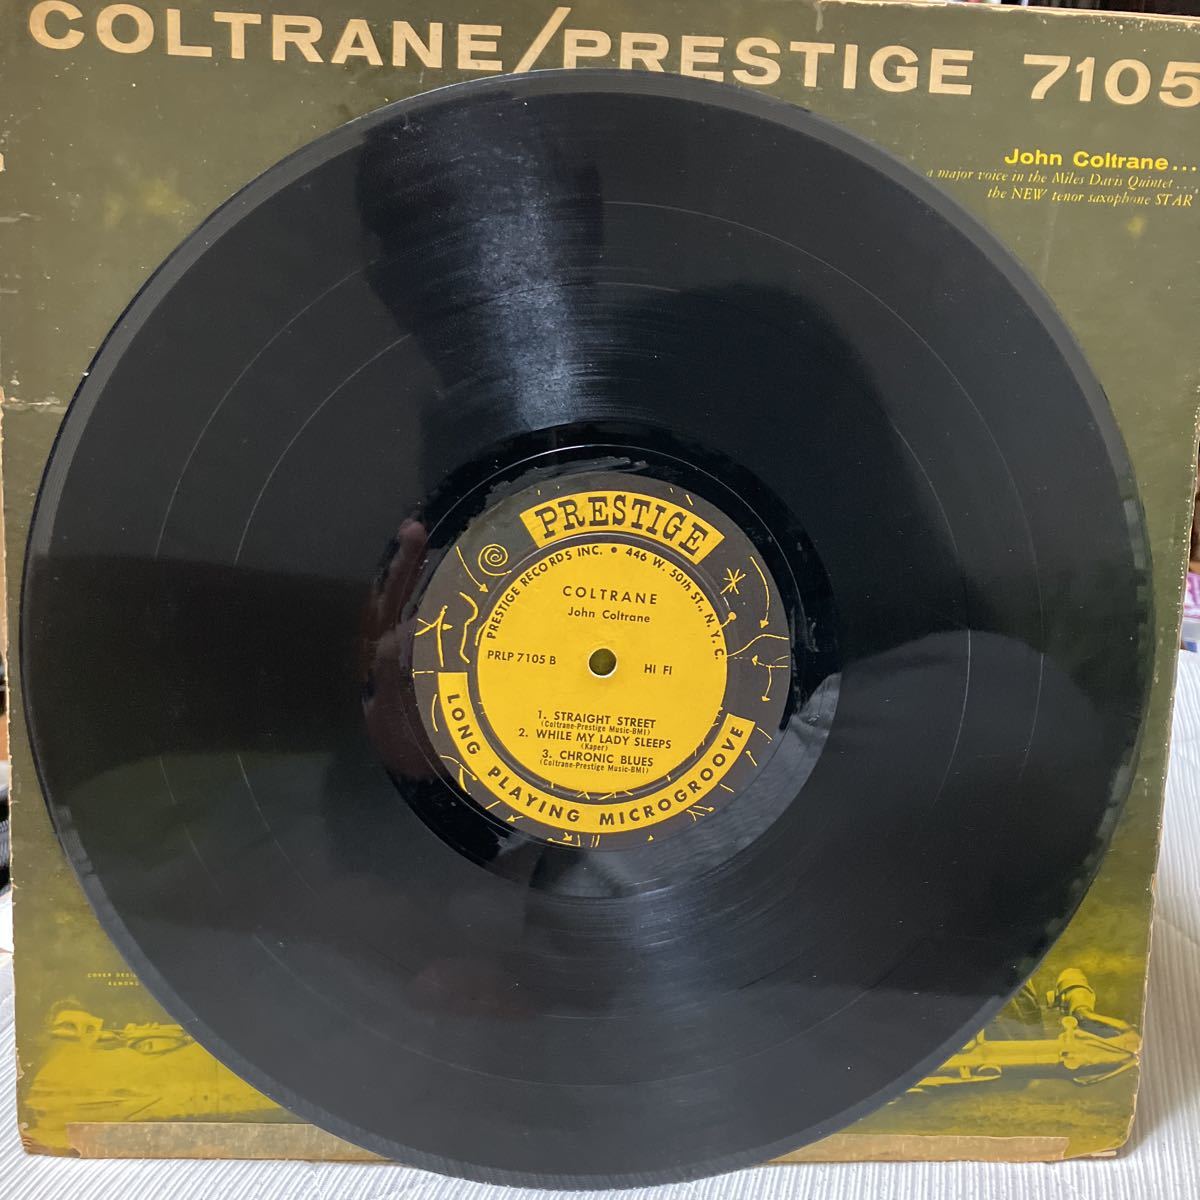 COLTRANE/PRESTIGE 7105
John Coltrane...
a major voice in the Miles Davis Quintet...
the NEW tenor saxophone STAR
PRESTIGE
PRESTIGE RECORDS INC. • 446 W. 50th ST., N.Y.C.
COLTRANE
John Coltrane
PRLP 7105 B
HI FI
1. STRAIGHT STREET
(Coltrane-Prestige Music-BMI)
2. WHILE MY LADY SLEEPS
(Kaper)
3. CHRONIC BLUES
(Coltrane-Prestige Music-BMI)
LONG PLAYING MICROGROOVE
COVER